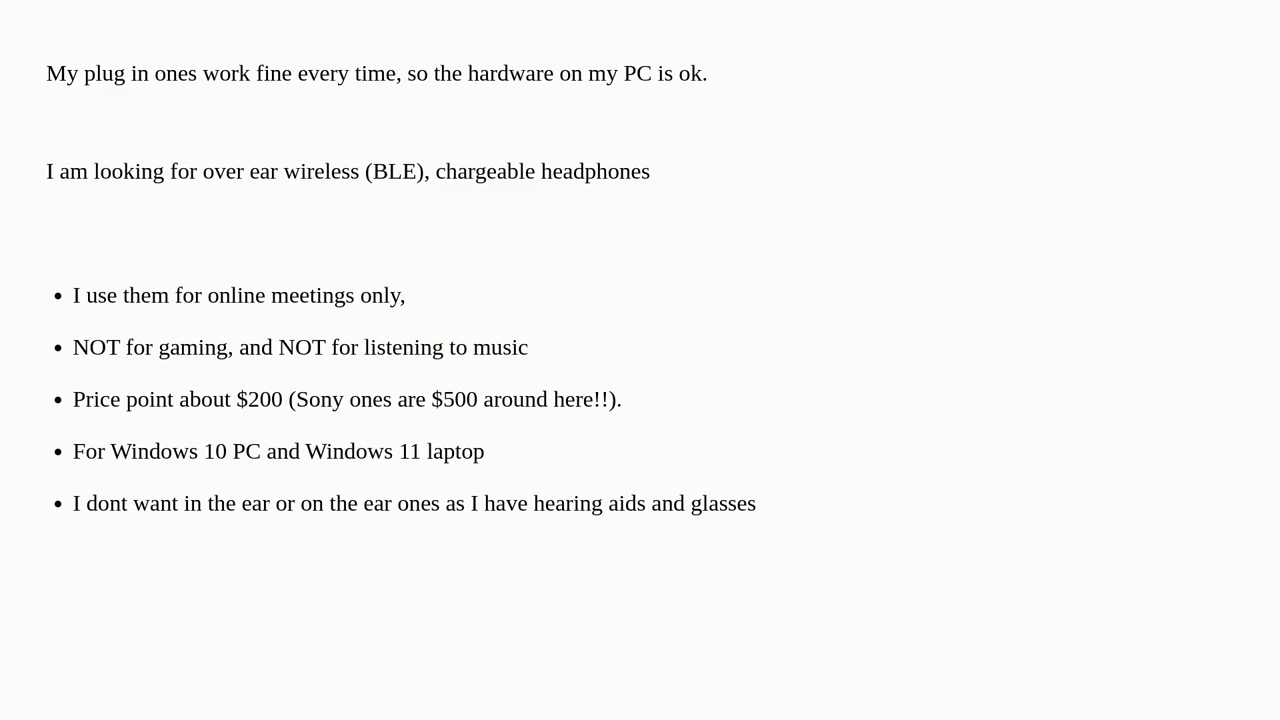 My plug in ones work fine every time, so the hardware on my PC is ok.
I am looking for over ear wireless (BLE), chargeable headphones
• I use them for online meetings only,
• NOT for gaming, and NOT for listening to music
• Price point about $200 (Sony ones are $500 around here!!).
• For Windows 10 PC and Windows 11 laptop
• I dont want in the ear or on the ear ones as I have hearing aids and glasses